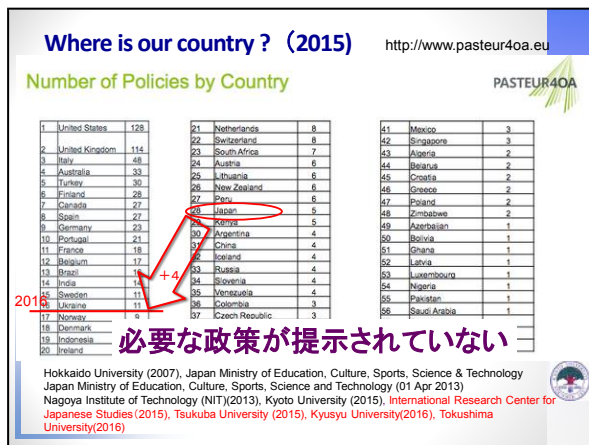 Where is our country ?（2015)
http://www.pasteur4oa.eu
Number of Policies by Country
PASTEUR4OA
1 United States 128
2 United Kingdom 114
3 Italy 48
4 Australia 33
5 Turkey 30
6 Finland 28
7 Canada 27
8 Spain 27
9 Germany 23
10 Portugal 21
11 France 18
12 Belgium 17
13 Brazil
14 India 14
15 Sweden 11
16 Ukraine 11
17 Norway 9
18 Denmark
19 Indonesia
20 Ireland
21 Netherlands 8
22 Switzerland 8
23 South Africa 7
24 Austria 6
25 Lithuania 6
26 New Zealand 6
27 Peru 6
28 Japan 5
29 Kenya 5
30 Argentina 4
31 China 4
32 Iceland 4
33 Russia 4
34 Slovenia 4
35 Venezuela 4
36 Colombia 3
37 Czech Republic 3
41 Mexico 3
42 Singapore 3
43 Algeria 2
44 Belarus 2
45 Croatia 2
46 Greece 2
47 Poland 2
48 Zimbabwe 2
49 Azerbaijan 1
50 Bolivia 1
51 Ghana 1
52 Latvia 1
53 Luxembourg 1
54 Nigeria 1
55 Pakistan 1
56 Saudi Arabia 1
+4
2016
必要な政策が提示されていない
Hokkaido University (2007), Japan Ministry of Education, Culture, Sports, Science & Technology
Japan Ministry of Education, Culture, Sports, Science and Technology (01 Apr 2013)
Nagoya Institute of Technology (NIT)(2013), Kyoto University (2015), International Research Center for
Japanese Studies(2015), Tsukuba University (2015), Kyusyu University(2016), Tokushima
University(2016)